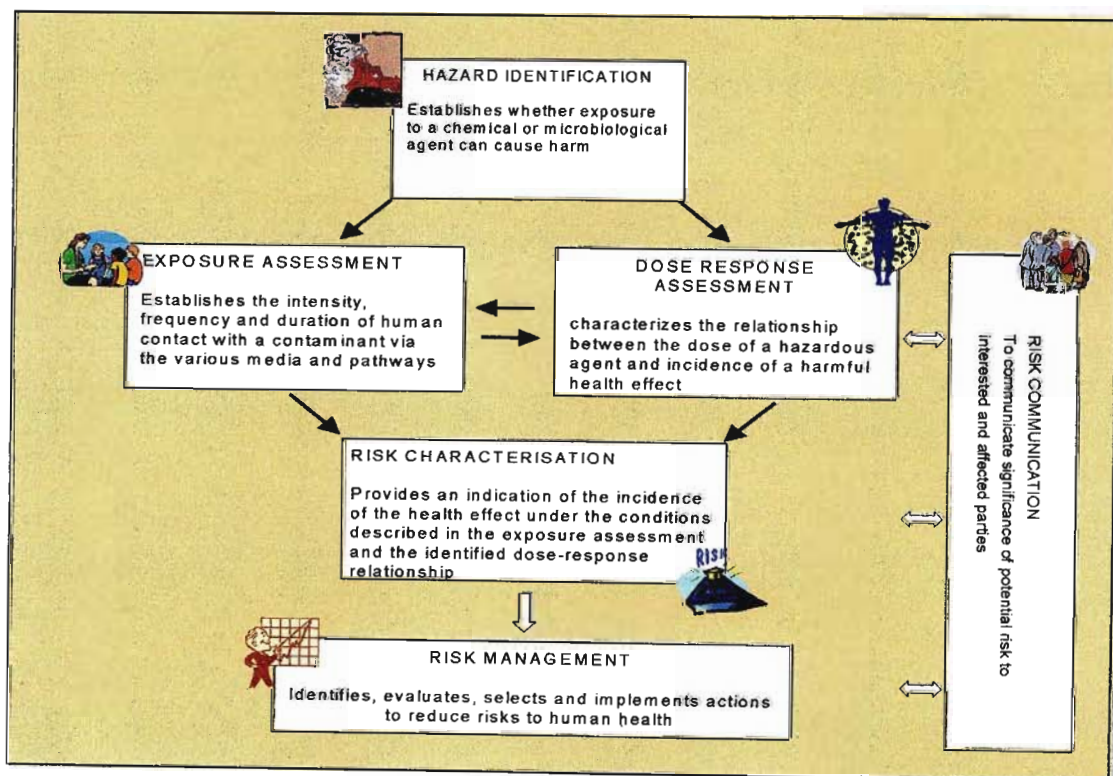 HAZARD IDENTIFICATION
Establishes whether exposure
to a chemical or microbiological
agent can cause harm
EXPOSURE ASSESSMENT
Establishes the intensity,
frequency and duration of human
contact with a contaminant via
the various media and pathways
DOSE RESPONSE
ASSESSMENT
characterizes the relationship
between the dose of a hazardous
agent and incidence of a harmful
health effect
RISK CHARACTERISATION
Provides an indication of the incidence
of the health effect under the conditions
described in the exposure assessment
and the identified dose-response
relationship
RISK
RISK MANAGEMENT
Identifies, evaluates, selects and implements actions
to reduce risks to human health
RISK COMMUNICATION
To communicate significance of potential risk to
interested and affected parties